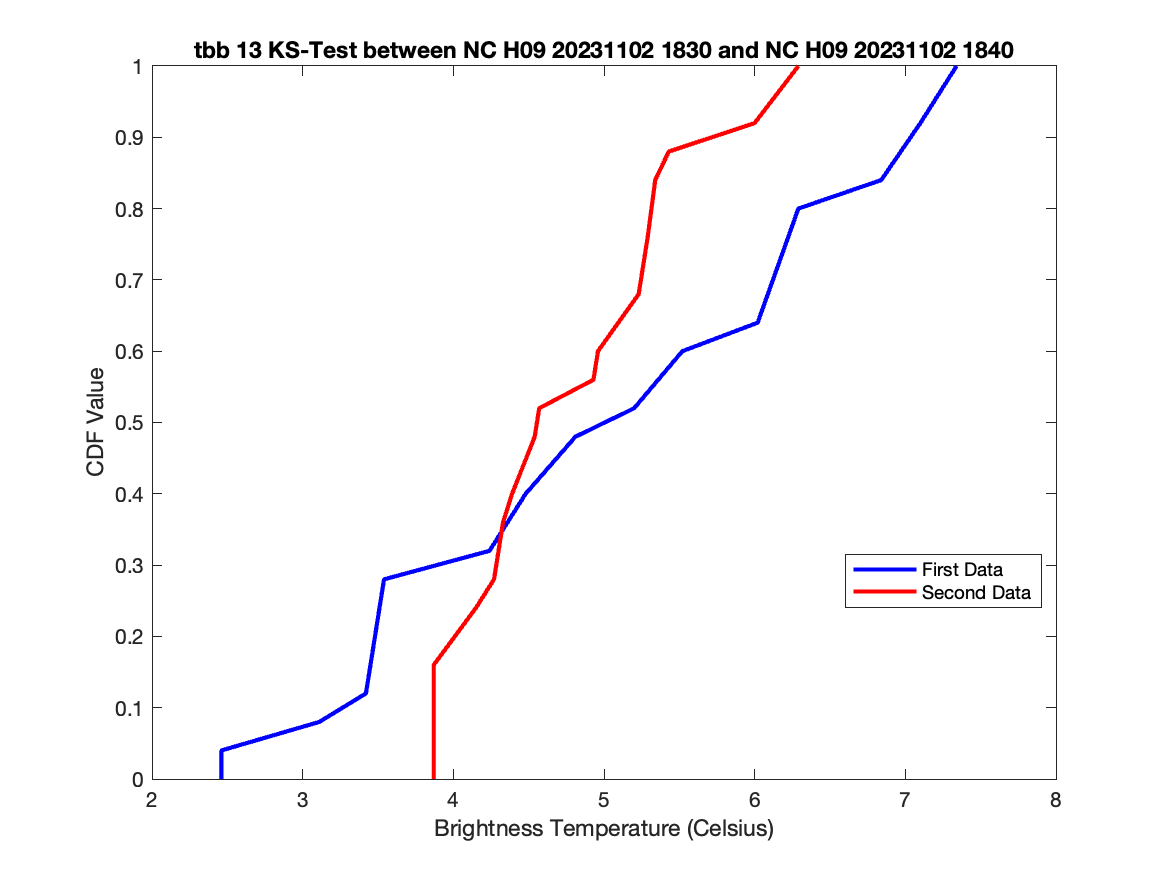 tbb 13 KS-Test between NC H09 20231102 1830 and NC H09 20231102 1840
1
0.9
0.8
0.7
0.6
0.5
0.4
0.3
0.2
0.1
0
CDF Value
First Data
Second Data
2 3 4 5 6 7 8
Brightness Temperature (Celsius)